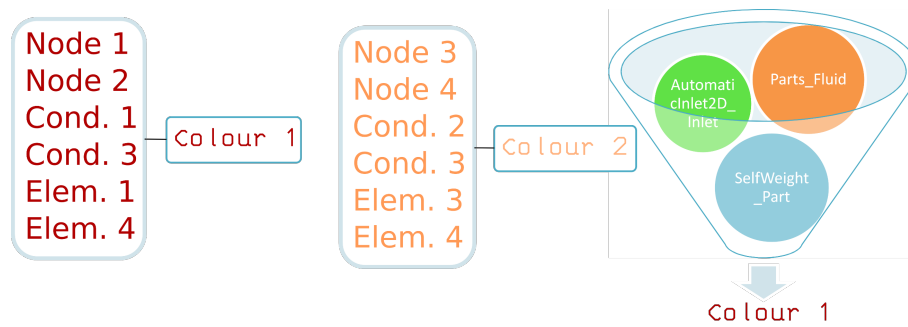 Node 1
Node 2
Cond. 1
Cond. 3
Elem. 1
Elem. 4
Colour 1
Node 3
Node 4
Cond. 2
Cond. 3
Elem. 3
Elem. 4
Colour 2
Automati
cInlet2D_
Inlet
Parts_Fluid
SelfWeight
_Part
Colour 1